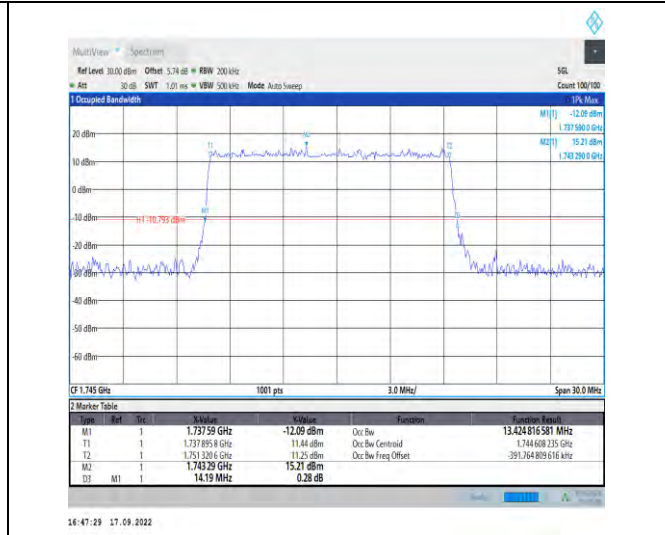 MultiView Spectrum
Ref Level 30.00 dBm Offset 5.74 dB RBW 200 kHz SGL
Att 30 dB SWT 1.01 ms VBW 500 kHz Mode Auto Sweep Count 100/100
1 Occupied Bandwidth 1Pk Max
M1[1] -12.09 dBm
1.737 590 0 GHz
M2[1] 15.21 dBm
1.743 290 0 GHz
20 dBm
T1 T2
10 dBm
0 dBm
M1
-10 dBm H1 -10.793 dBm
-20 dBm
-30 dBm
-40 dBm
-50 dBm
-60 dBm
CF 1.745 GHz 1001 pts 3.0 MHz/ Span 30.0 MHz
2 Marker Table
Type Ref Trc X-Value Y-Value Function Function Result
M1 1 1.73759 GHz -12.09 dBm Occ Bw 13.424 816 581 MHz
T1 1 1.737 895 8 GHz 11.44 dBm Occ Bw Centroid 1.744 608 235 GHz
T2 1 1.751 320 6 GHz 11.25 dBm Occ Bw Freq Offset -391.764 809 616 kHz
M2 1 1.74329 GHz 15.21 dBm
D3 M1 1 14.19 MHz 0.28 dB
16:47:29 17.09.2022